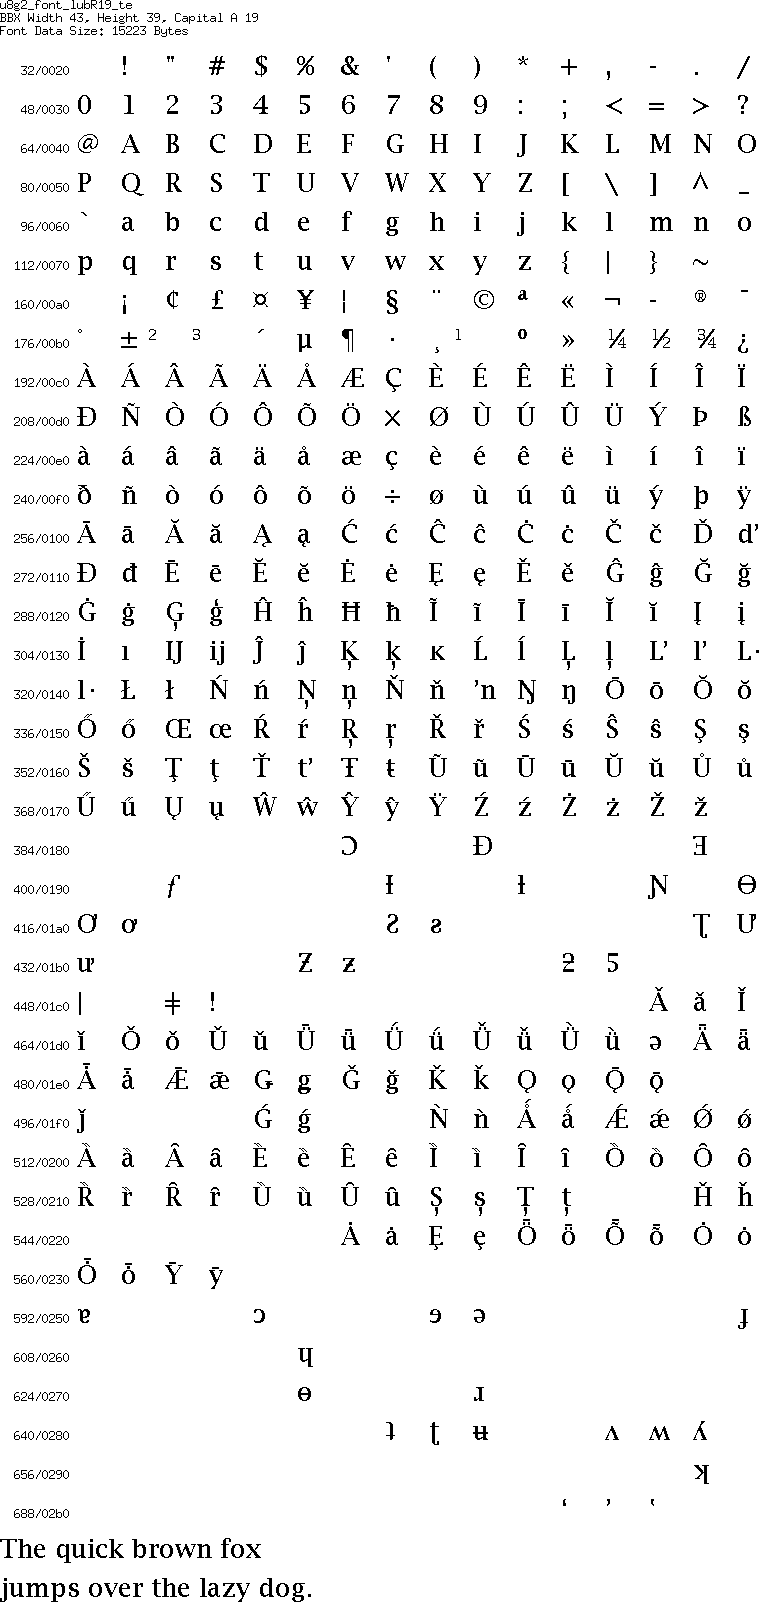 u8g2_font_lubR19_te
BBX Width 43, Height 39, Capital A 19
Font Data Size: 15223 Bytes
32/0020 ! " # $ % & ' ( ) * + , - . /
48/0030 0 1 2 3 4 5 6 7 8 9 : ; < = > ?
64/0040 @ A B C D E F G H I J K L M N O
80/0050 P Q R S T U V W X Y Z [ \ ] ^ _
96/0060 ` a b c d e f g h i j k l m n o
112/0070 p q r s t u v w x y z { | } ~
160/00a0 ¡ ¢ £ ¤ ¥ ¦ § ¨ © ª « ¬ - ® ¯
176/00b0 ° ± ² ³ ´ µ ¶ · ¸ ¹ º » ¼ ½ ¾ ¿
192/00c0 À Á Â Ã Ä Å Æ Ç È É Ê Ë Ì Í Î Ï
208/00d0 Ð Ñ Ò Ó Ô Õ Ö × Ø Ù Ú Û Ü Ý Þ ß
224/00e0 à á â ã ä å æ ç è é ê ë ì í î ï
240/00f0 ð ñ ò ó ô õ ö ÷ ø ù ú û ü ý þ ÿ
256/0100 Ā ā Ă ă Ą ą Ć ć Ĉ ĉ Ċ ċ Č č Ď ď
272/0110 Đ đ Ē ē Ĕ ĕ Ė ė Ę ę Ě ě Ĝ ĝ Ğ ğ
288/0120 Ġ ġ Ģ ģ Ĥ ĥ Ħ ħ Ĩ ĩ Ī ī Ĭ ĭ Į į
304/0130 İ ı Ĳ ĳ Ĵ ĵ Ķ ķ ĸ Ĺ ĺ Ļ ļ Ľ ľ Ŀ
320/0140 ŀ Ł ł Ń ń Ņ ņ Ň ň ŉ Ŋ ŋ Ō ō Ŏ ŏ
336/0150 Ő ő Œ œ Ŕ ŕ Ŗ ŗ Ř ř Ś ś Ŝ ŝ Ş ş
352/0160 Š š Ţ ţ Ť ť Ŧ ŧ Ũ ũ Ū ū Ŭ ŭ Ů ů
368/0170 Ű ű Ų ų Ŵ ŵ Ŷ ŷ Ÿ Ź ź Ż ż Ž ž
384/0180 Ɔ Ɖ Ǝ
400/0190 ƒ Ɨ ƚ Ɲ Ɵ
416/01a0 Ơ ơ Ƨ ƨ Ʈ Ư
432/01b0 ư Ƶ ƶ ƻ Ƽ
448/01c0 ǀ ǂ ǃ Ǎ ǎ Ǐ
464/01d0 ǐ Ǒ ǒ Ǔ ǔ Ǖ ǖ Ǘ ǘ Ǚ ǚ Ǜ ǜ ǝ Ǟ ǟ
480/01e0 Ǡ ǡ Ǣ ǣ Ǥ ǥ Ǧ ǧ Ǩ ǩ Ǫ ǫ Ǭ ǭ
496/01f0 ǰ Ǵ ǵ Ǹ ǹ Ǻ ǻ Ǽ ǽ Ǿ ǿ
512/0200 Ȁ ȁ Ȃ ȃ Ȅ ȅ Ȇ ȇ Ȉ ȉ Ȋ ȋ Ȍ ȍ Ȏ ȏ
528/0210 Ȑ ȑ Ȓ ȓ Ȕ ȕ Ȗ ȗ Ș ș Ț ț Ȟ ȟ
544/0220 Ȧ ȧ Ȩ ȩ Ȫ ȫ Ȭ ȭ Ȯ ȯ
560/0230 Ȱ ȱ Ȳ ȳ
592/0250 ɐ ɔ ɘ ə ɟ
608/0260 ɥ
624/0270 ɵ ɹ
640/0280 ʇ ʈ ʉ ʌ ʍ ʎ
656/0290 ʞ
688/02b0 ʻ ʼ ʽ
The quick brown fox
jumps over the lazy dog.